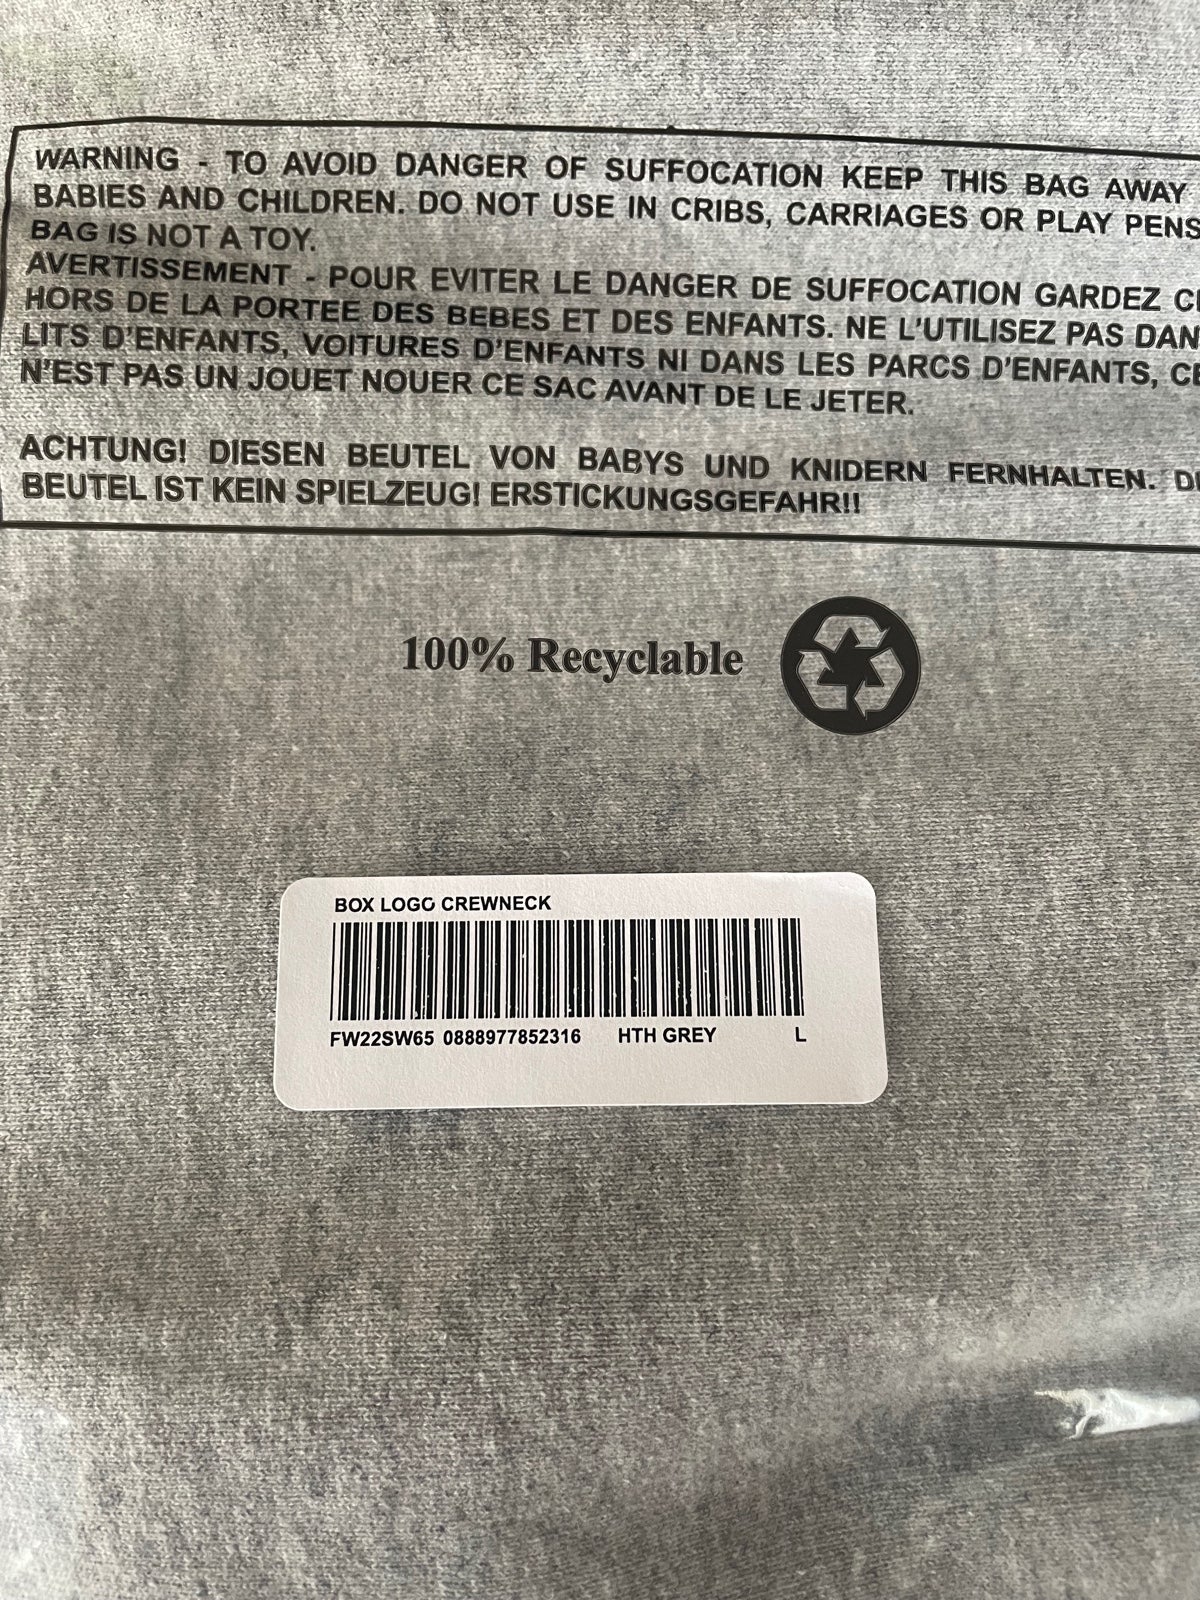 WARNING - TO AVOID DANGER OF SUFFOCATION KEEP THIS BAG AWAY
BABIES AND CHILDREN. DO NOT USE IN CRIBS, CARRIAGES OR PLAY PENS
BAG IS NOT A TOY.
AVERTISSEMENT - POUR EVITER LE DANGER DE SUFFOCATION GARDEZ
HORS DE LA PORTEE DES BEBES ET DES ENFANTS. NE L'UTILISEZ PAS DAN
LITS D'ENFANTS, VOITURES D'ENFANTS NI DANS LES PARCS D'ENFANTS, CE
N'EST PAS UN JOUET NOUER CE SAC AVANT DE LE JETER.
ACHTUNG! DIESEN BEUTEL VON BABYS UND KNIDERN FERNHALTEN.
BEUTEL IST KEIN SPIELZEUG! ERSTICKUNGSGEFAHR!!
100% Recyclable
BOX LOGO CREWNECK
FW22SW65 0888977852316 HTH GREY L